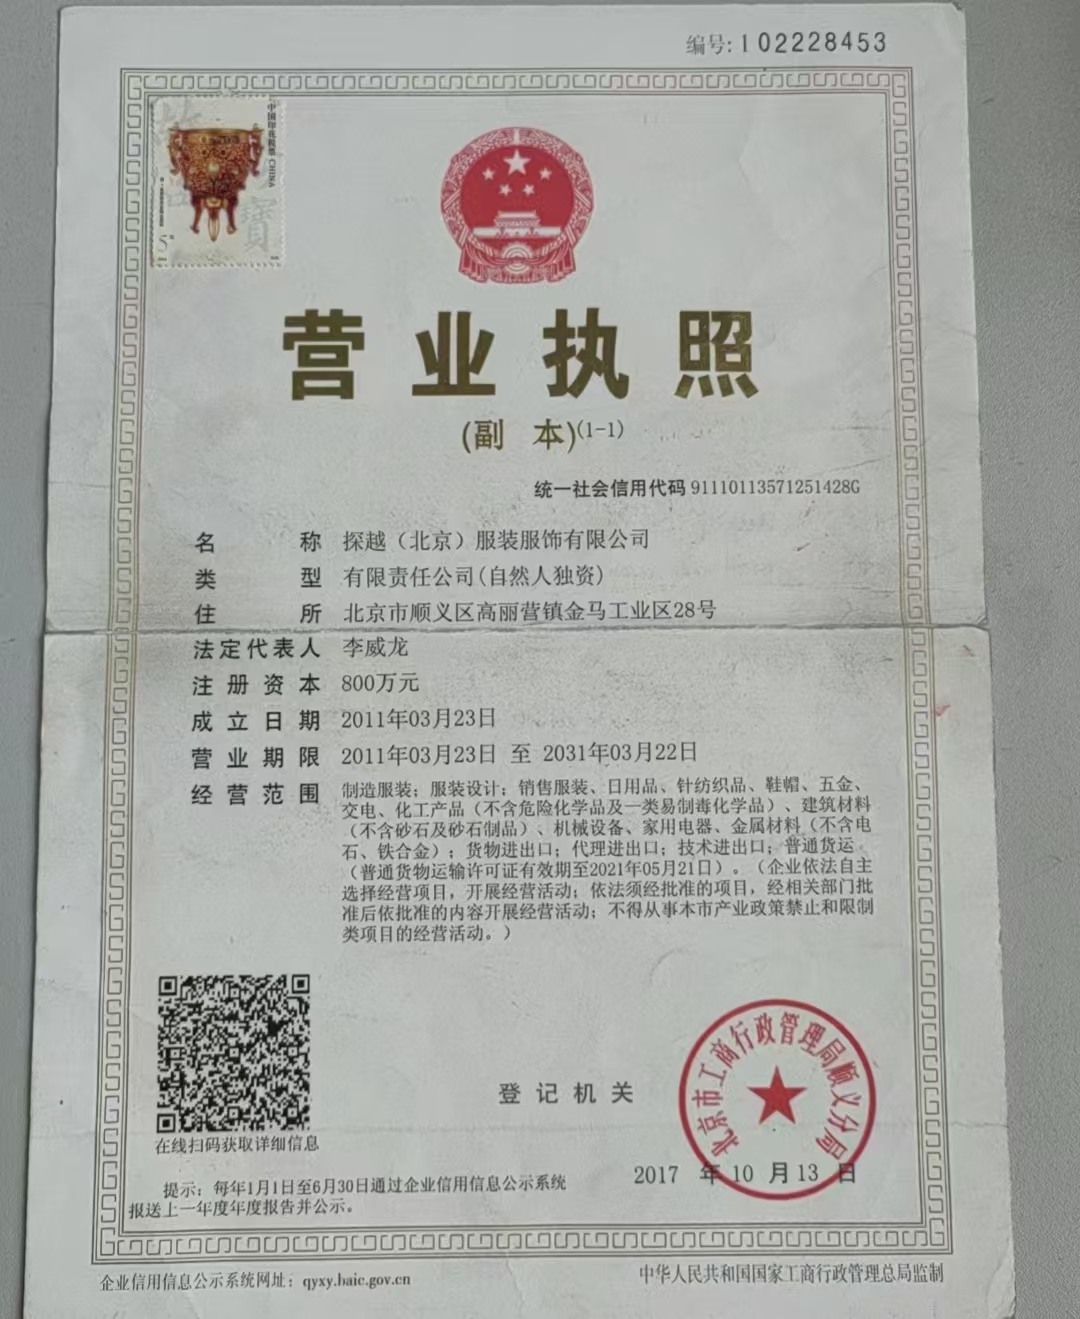 编号:102228453
中国印花税票 CHINA
寶
5
营业执照
(副 本)(1-1)
统一社会信用代码 91110113571251428G
名称 探越（北京）服装服饰有限公司
类型 有限责任公司(自然人独资)
住所 北京市顺义区高丽营镇金马工业区28号
法定代表人 李威龙
注册资本 800万元
成立日期 2011年03月23日
营业期限 2011年03月23日 至 2031年03月22日
经营范围 制造服装；服装设计；销售服装、日用品、针纺织品、鞋帽、五金、
交电、化工产品（不含危险化学品及一类易制毒化学品）、建筑材料
（不含砂石及砂石制品）、机械设备、家用电器、金属材料（不含电
石、铁合金）；货物进出口；代理进出口；技术进出口；普通货运
（普通货物运输许可证有效期至2021年05月21日）。（企业依法自主
选择经营项目，开展经营活动；依法须经批准的项目，经相关部门批
准后依批准的内容开展经营活动；不得从事本市产业政策禁止和限制
类项目的经营活动。）
在线扫码获取详细信息
登记机关
北京市工商行政管理局顺义分局
2017 年 10 月 13 日
提示：每年1月1日至6月30日通过企业信用信息公示系统
报送上一年度年度报告并公示。
企业信用信息公示系统网址：qyxy.baic.gov.cn
中华人民共和国国家工商行政管理总局监制